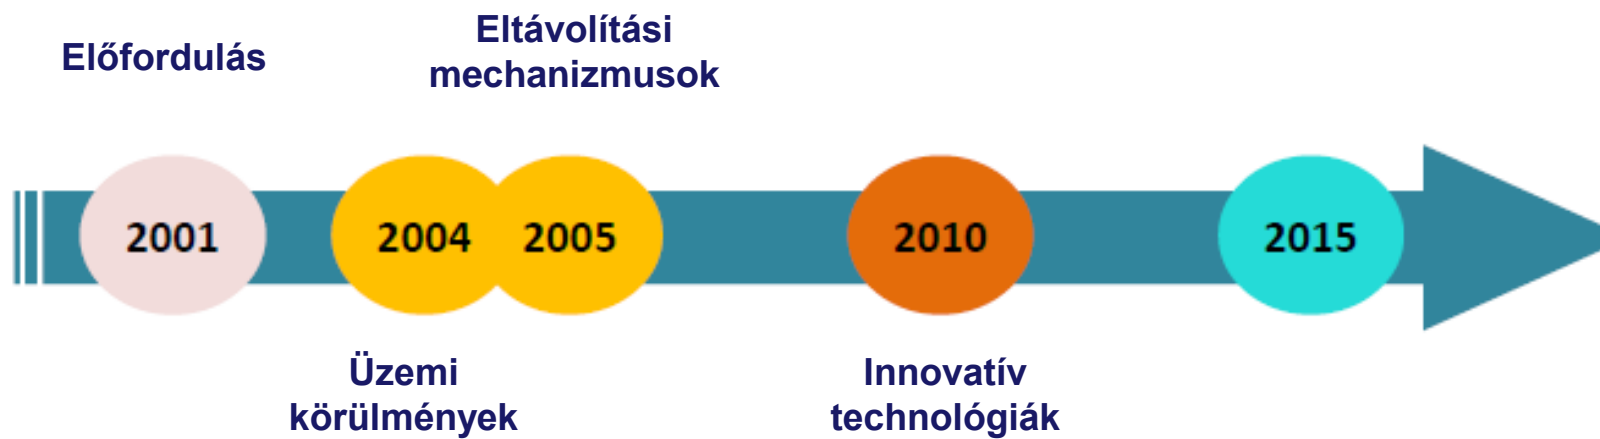 Előfordulás
Eltávolítási
mechanizmusok
2001
2004
2005
2010
2015
Üzemi
körülmények
Innovatív
technológiák